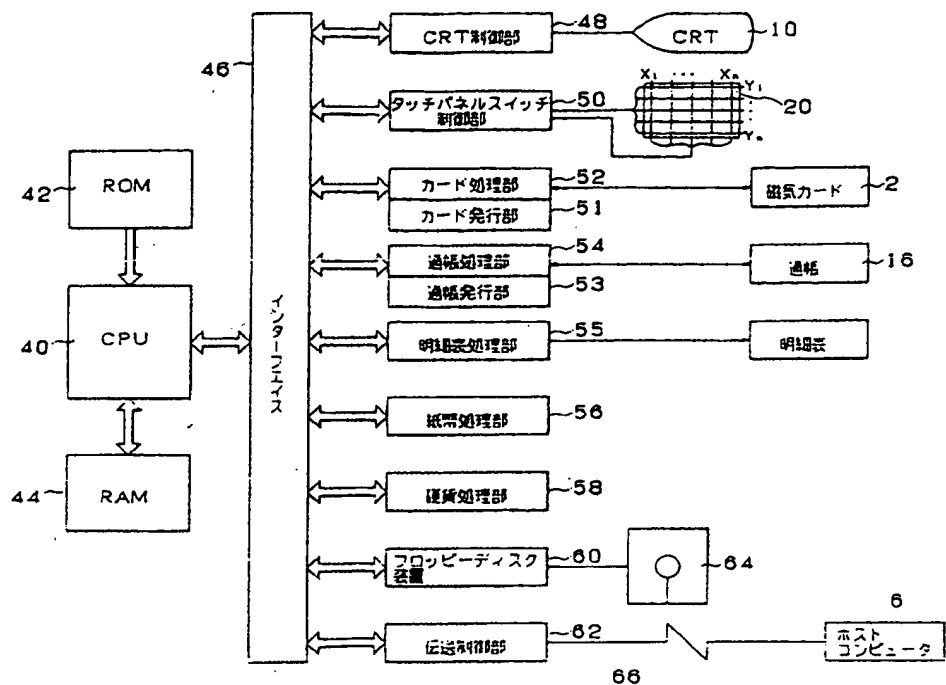 48
CRT制御部
CRT
10
46
X₁ ... Xₙ
Y₁
タッチパネルスイッチ
制御部
50
20
Yₙ
ROM
42
カード処理部
52
磁気カード
2
カード発行部
51
54
通帳処理部
通帳
16
通帳発行部
53
CPU
40
インターフェイス
明細表処理部
55
明細表
紙幣処理部
56
RAM
44
硬貨処理部
58
フロッピーディスク
装置
60
64
伝送制御部
62
66
6
ホスト
コンピュータ